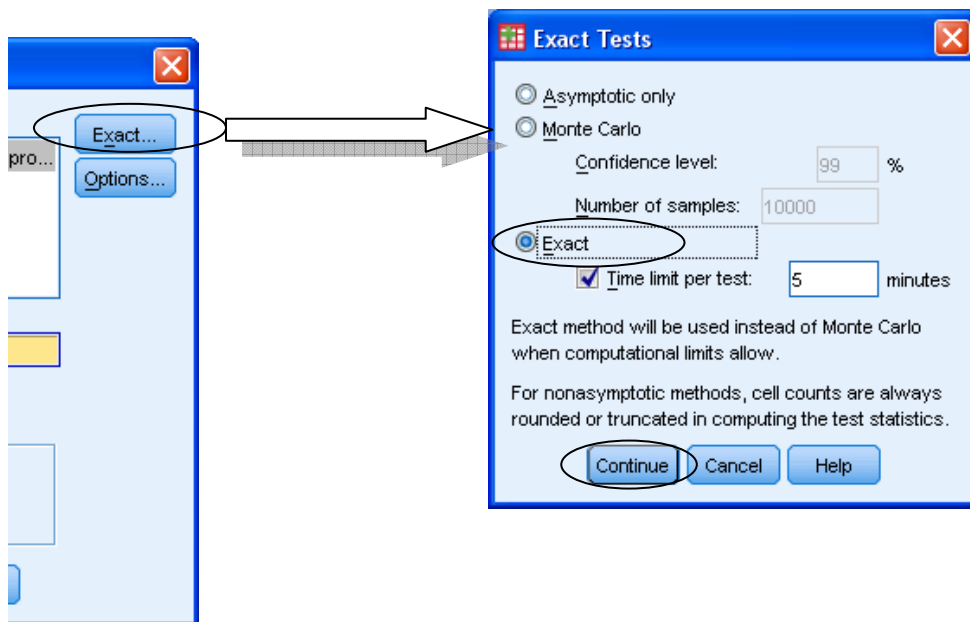 pro...
Exact...
Options...
Exact Tests
Asymptotic only
Monte Carlo
Confidence level: 99 %
Number of samples: 10000
Exact
Time limit per test: 5 minutes
Exact method will be used instead of Monte Carlo
when computational limits allow.
For nonasymptotic methods, cell counts are always
rounded or truncated in computing the test statistics.
Continue Cancel Help